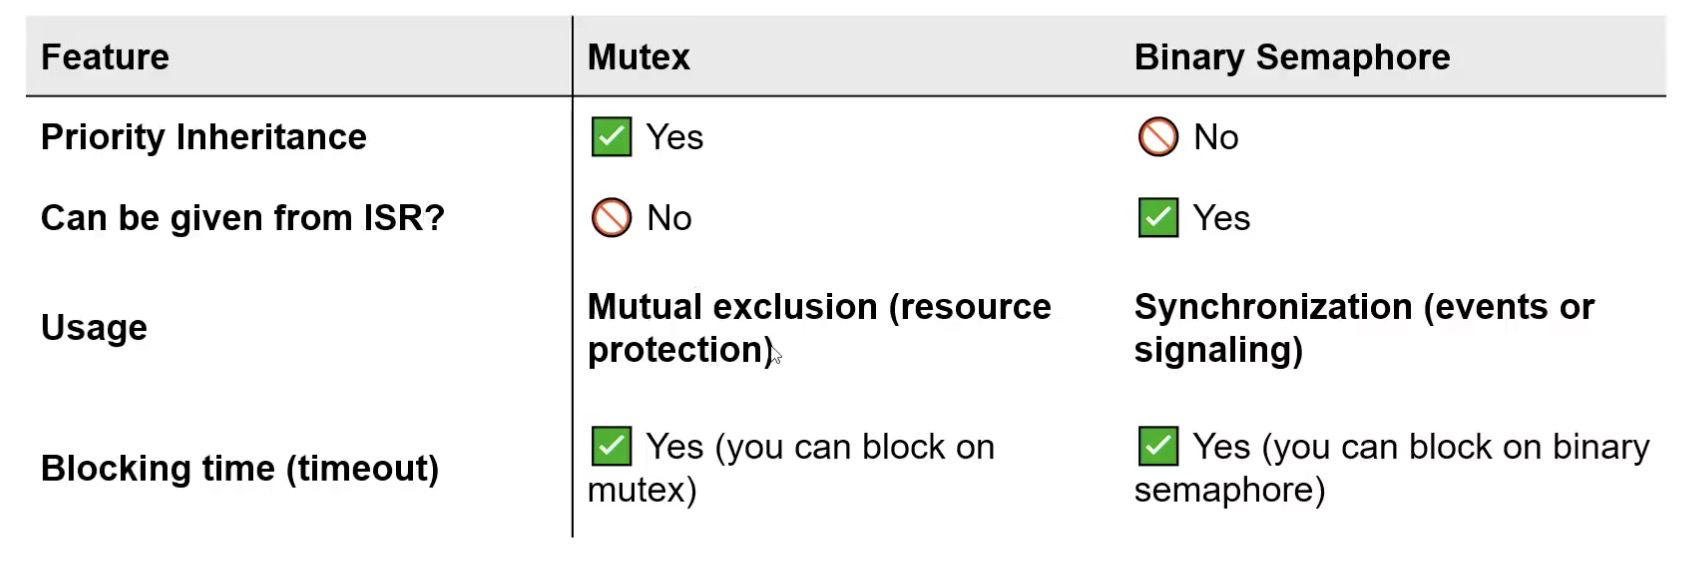 Feature Mutex Binary Semaphore
Priority Inheritance ✅ Yes 🚫 No
Can be given from ISR? 🚫 No ✅ Yes
Usage
Mutual exclusion (resource
protection)
Synchronization (events or
signaling)
Blocking time (timeout)
✅ Yes (you can block on
mutex)
✅ Yes (you can block on binary
semaphore)